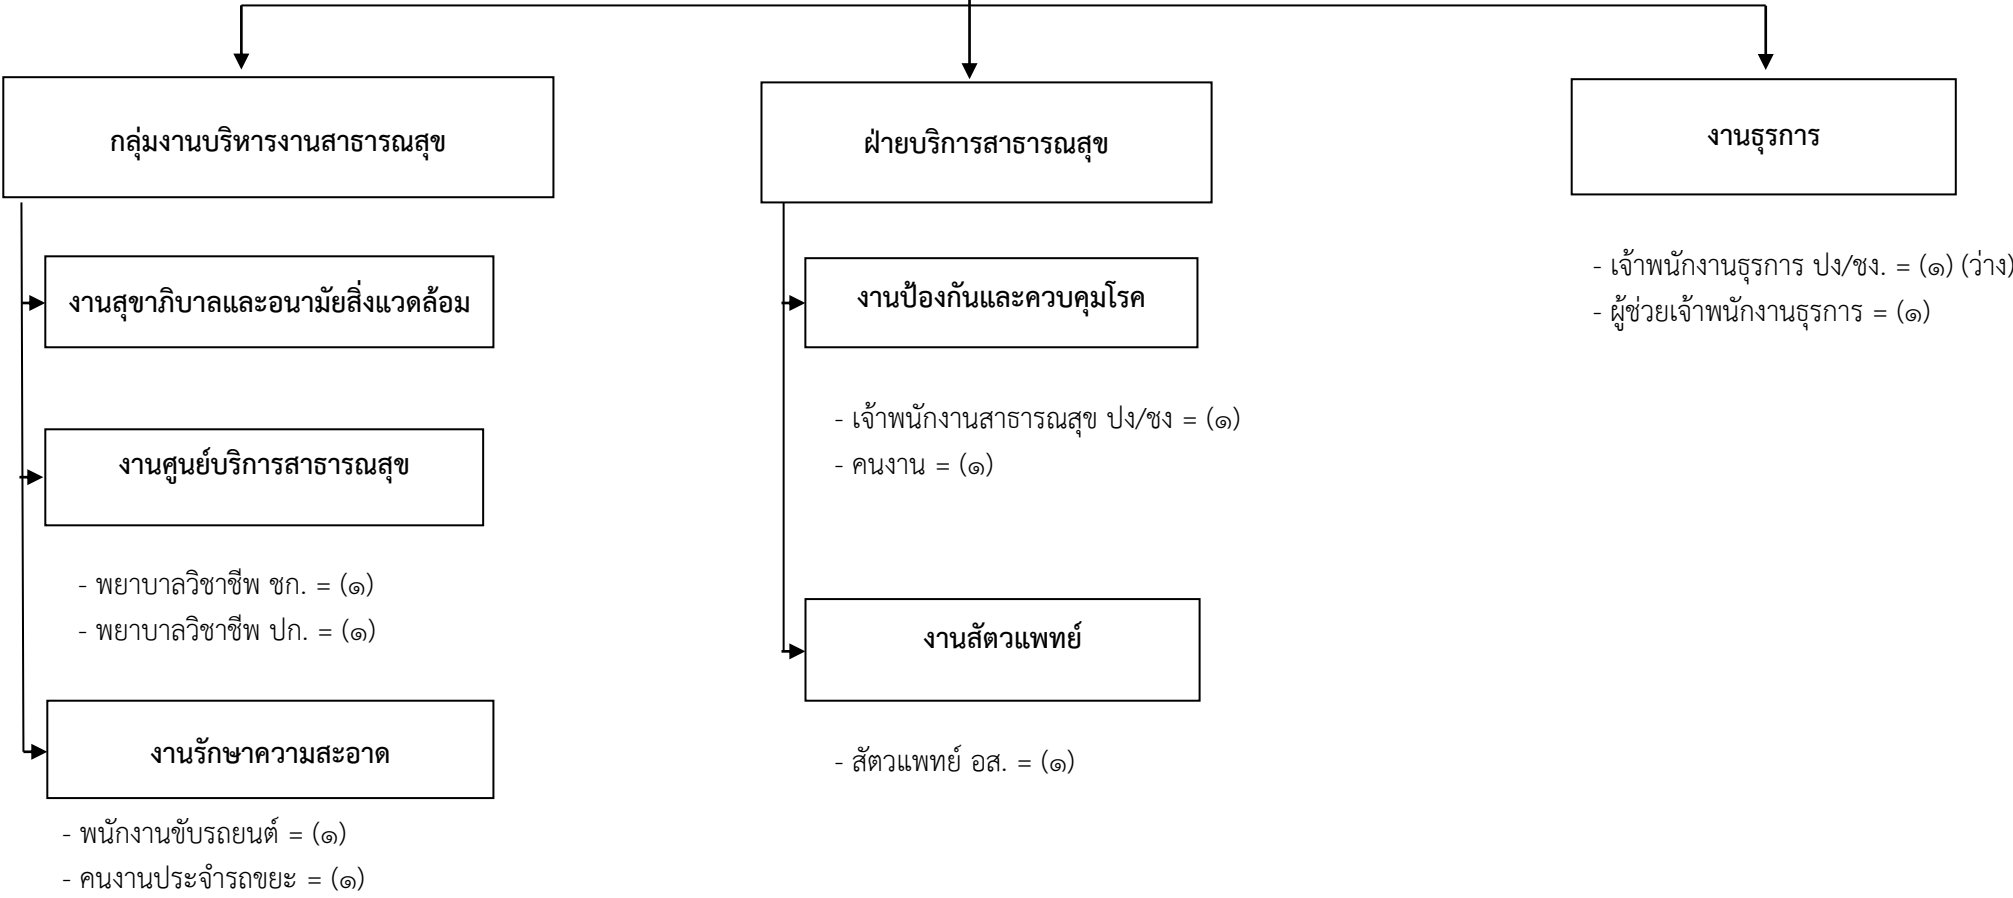 กลุ่มงานบริหารงานสาธารณสุข
งานสุขาภิบาลและอนามัยสิ่งแวดล้อม
งานศูนย์บริการสาธารณสุข
- พยาบาลวิชาชีพ ชก. = (๑)
- พยาบาลวิชาชีพ ปก. = (๑)
งานรักษาความสะอาด
- พนักงานขับรถยนต์ = (๑)
- คนงานประจำรถขยะ = (๑)
ฝ่ายบริการสาธารณสุข
งานป้องกันและควบคุมโรค
- เจ้าพนักงานสาธารณสุข ปง/ชง = (๑)
- คนงาน = (๑)
งานสัตวแพทย์
- สัตวแพทย์ อส. = (๑)
งานธุรการ
- เจ้าพนักงานธุรการ ปง/ชง. = (๑) (ว่าง)
- ผู้ช่วยเจ้าพนักงานธุรการ = (๑)